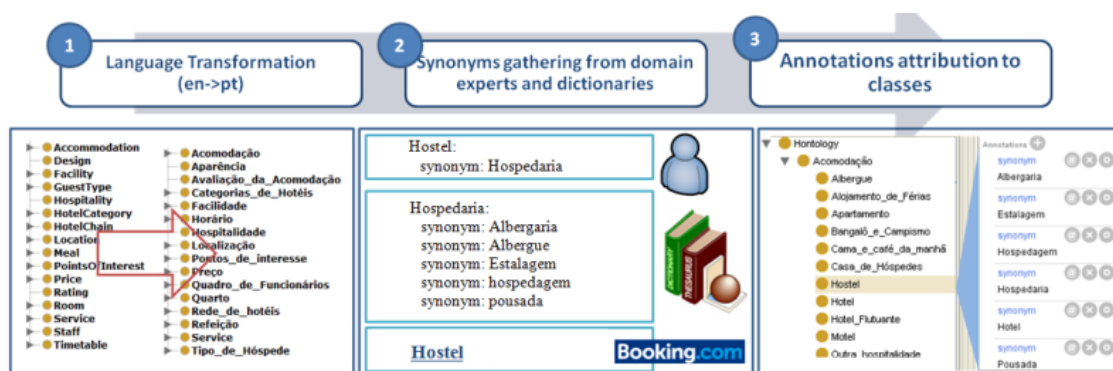 1
Language Transformation
(en->pt)
2
Synonyms gathering from domain
experts and dictionaries
3
Annotations attribution to
classes
Accommodation
Design
Facility
GuestType
Hospitality
HotelCategory
HotelChain
Location
Meal
PointsOfInterest
Price
Rating
Room
Service
Staff
Timetable
Acomodação
Aparência
Avaliação_da_Acomodação
Categorias_de_Hotéis
Facilidade
Horário
Hospitalidade
Localização
Pontos_de_interesse
Preço
Quadro_de_Funcionários
Quarto
Rede_de_hotéis
Refeição
Service
Tipo_de_Hóspede
Hostel:
synonym: Hospedaria
Hospedaria:
synonym: Albergaria
synonym: Albergue
synonym: Estalagem
synonym: hospedagem
synonym: pousada
DICTIONARY
THESAURUS
Hostel
Booking.com
Hontology
Acomodação
Albergue
Alojamento_de_Férias
Apartamento
Bangalô_e_Campismo
Cama_e_café_da_manhã
Casa_de_Hóspedes
Hostel
Hotel
Hotel_Flutuante
Motel
Outra_hospitalidade
Annotations
synonym
Albergaria
synonym
Estalagem
synonym
Hospedagem
synonym
Hospedaria
synonym
Hotel
synonym
Pousada